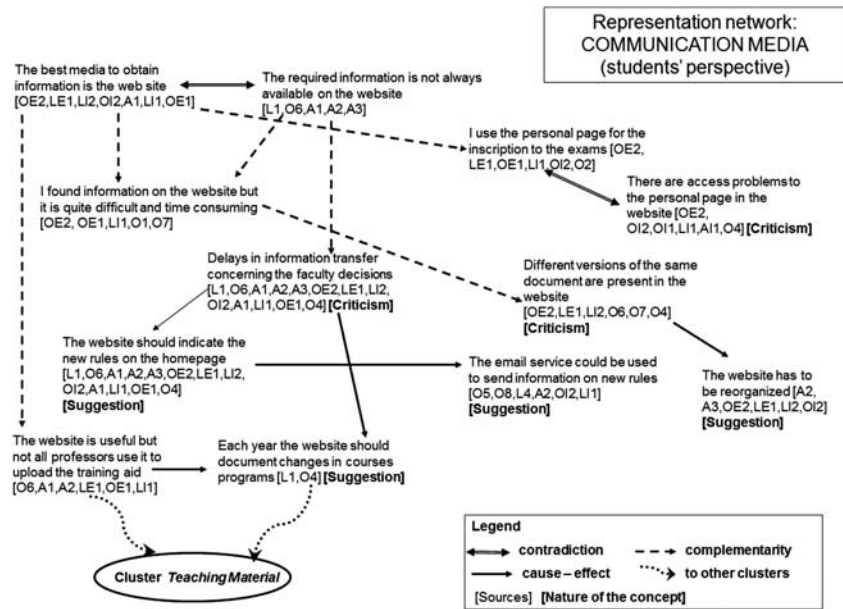 Representation network:
COMMUNICATION MEDIA
(students' perspective)
The best media to obtain
information is the web site
[OE2,LE1,LI2,OI2,A1,LI1,OE1]
The required information is not always
available on the website
[L1,O6,A1,A2,A3]
I use the personal page for the
inscription to the exams [OE2,
LE1,OE1,LI1,OI2,O2]
There are access problems to
the personal page in the
website [OE2,
OI2,OI1,LI1,AI1,O4] [Criticism]
I found information on the website but
it is quite difficult and time consuming
[OE2, OE1,LI1,O1,O7]
Delays in information transfer
concerning the faculty decisions
[L1,O6,A1,A2,A3,OE2,LE1,LI2,
OI2,A1,LI1,OE1,O4] [Criticism]
Different versions of the same
document are present in the
website
[OE2,LE1,LI2,O6,O7,O4]
[Criticism]
The website should indicate the
new rules on the homepage
[L1,O6,A1,A2,A3,OE2,LE1,LI2,
OI2,A1,LI1,OE1,O4]
[Suggestion]
The email service could be used
to send information on new rules
[O5,O8,L4,A2,OI2,LI1]
[Suggestion]
The website has to
be reorganized [A2,
A3,OE2,LE1,LI2,OI2]
[Suggestion]
The website is useful but
not all professors use it to
upload the training aid
[O6,A1,A2,LE1,OE1,LI1]
Each year the website should
document changes in courses
programs [L1,O4] [Suggestion]
Cluster Teaching Material
Legend
contradiction
complementarity
cause – effect
to other clusters
[Sources] [Nature of the concept]